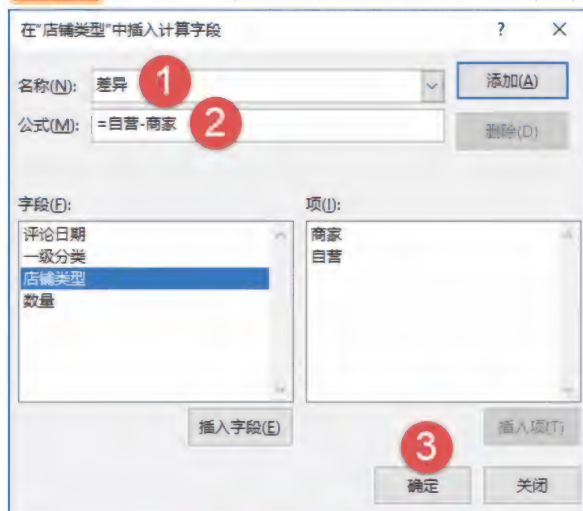 在"店铺类型"中插入计算字段 ? ×
名称(N): 差异 1 添加(A)
公式(M): =自营-商家 2 删除(D)
字段(F): 项(I):
评论日期 商家
一级分类 自营
店铺类型
数量
插入字段(E) 插入项(T)
3
确定 关闭